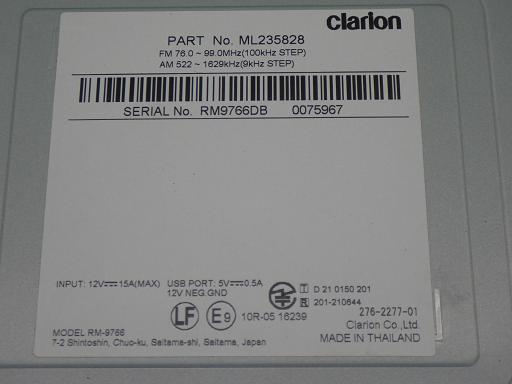 Clarion
PART No. ML235828
FM 76.0 ~ 99.0MHz(100kHz STEP)
AM 522 ~ 1629kHz(9kHz STEP)
SERIAL No. RM9766DB 0075967
INPUT: 12V⎓15A(MAX) USB PORT: 5V⎓0.5A
12V NEG.GND
T D 21 0150 201
R 201-210644
LF E9 10R-05 16239
276-2277-01
Clarion Co.,Ltd.
MADE IN THAILAND
MODEL RM-9766
7-2 Shintoshin, Chuo-ku, Saitama-shi, Saitama, Japan